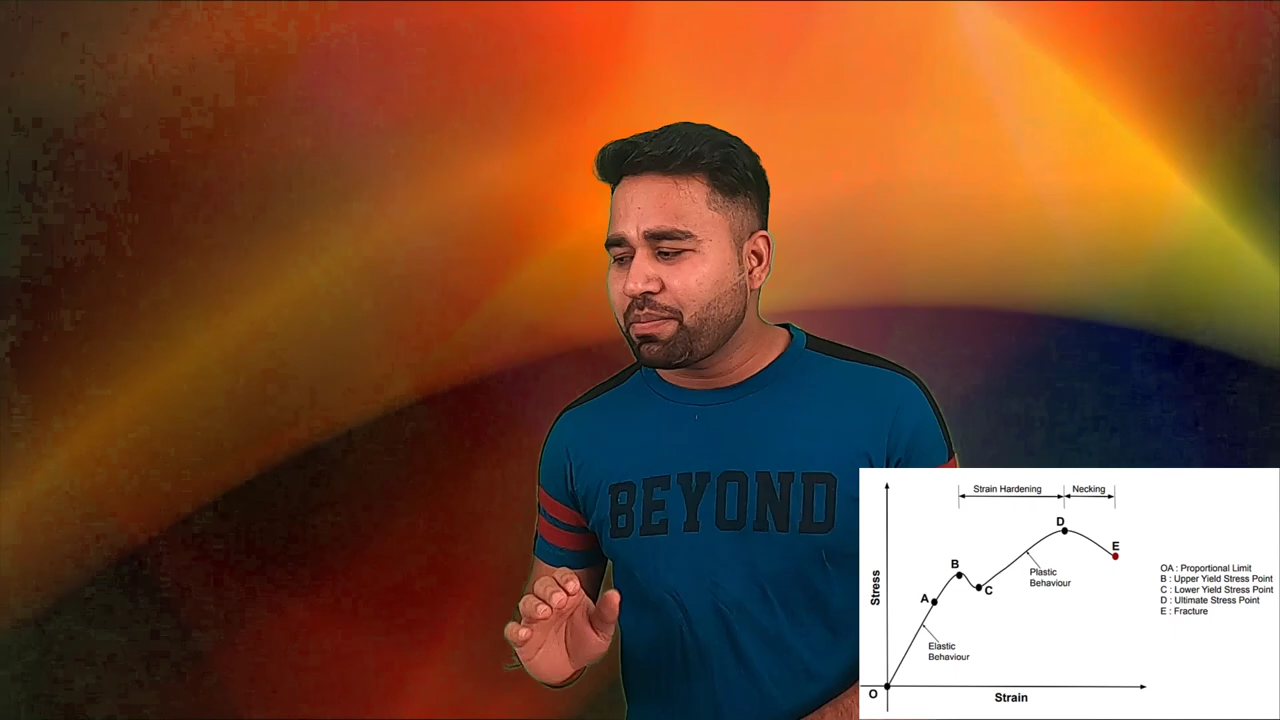 BEYOND
Strain Hardening
Necking
D
E
B
A
C
Plastic
Behaviour
Elastic
Behaviour
Stress
O
Strain
OA : Proportional Limit
B : Upper Yield Stress Point
C : Lower Yield Stress Point
D : Ultimate Stress Point
E : Fracture